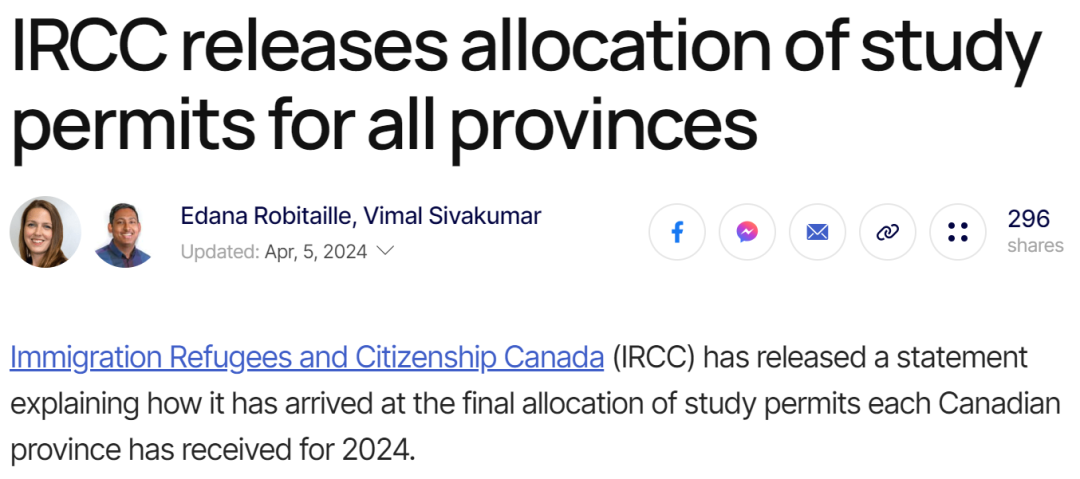 IRCC releases allocation of study
permits for all provinces
Edana Robitaille, Vimal Sivakumar
Updated: Apr, 5, 2024
296
shares
Immigration Refugees and Citizenship Canada (IRCC) has released a statement
explaining how it has arrived at the final allocation of study permits each Canadian
province has received for 2024.